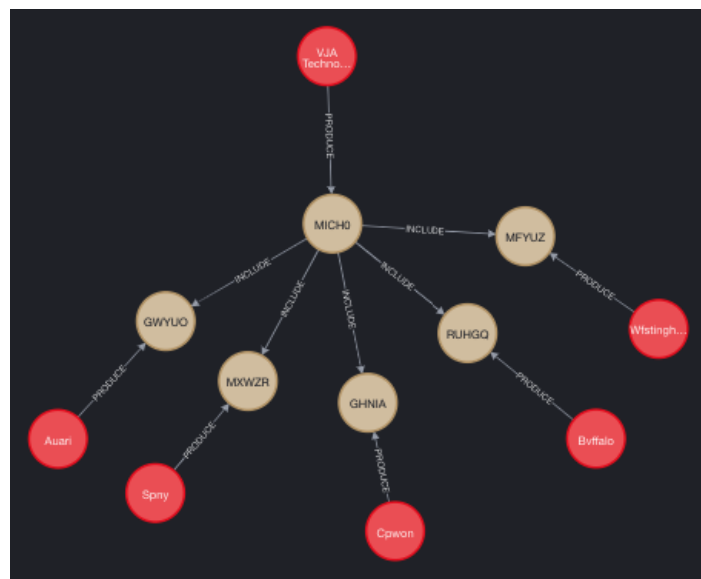 VJA
Techno...
PRODUCE
MICH0
INCLUDE
MFYUZ
INCLUDE
INCLUDE
INCLUDE
INCLUDE
PRODUCE
GWYUO
RUHGQ
Wfstingh...
MXWZR
GHNIA
PRODUCE
PRODUCE
PRODUCE
PRODUCE
Auari
Bvffalo
Spny
Cpwon